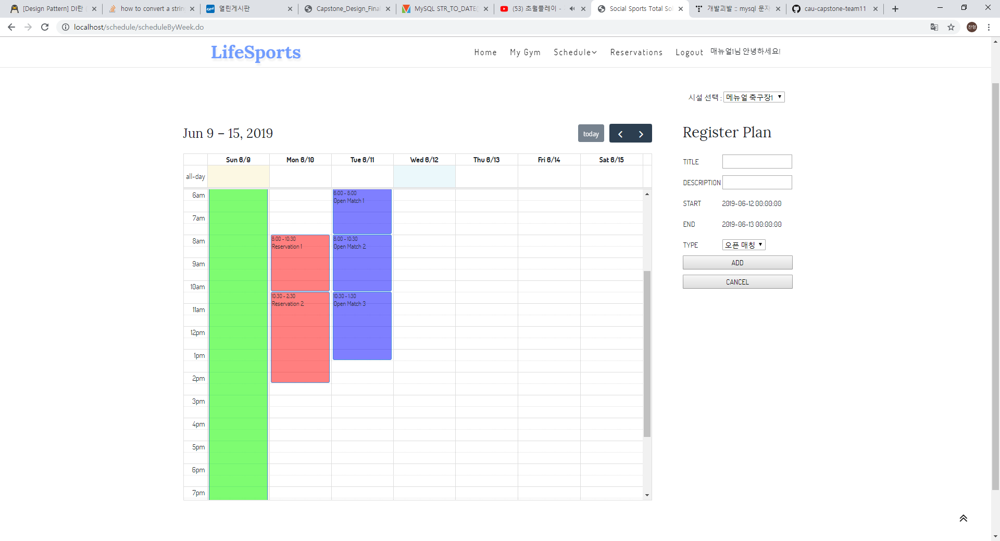 [Design Pattern] DI란
how to convert a strin
열린게시판
Capstone_Design_Final
MySQL STR_TO_DATE(
(53) 초월플레이 -
Social Sports Total Sol
개발괴발 :: mysql 문자
cau-capstone-team11
localhost/schedule/scheduleByWeek.do
찬형
LifeSports
Home My Gym Schedule Reservations Logout 매뉴얼1님 안녕하세요!
시설 선택 : 메뉴얼 축구장1
Jun 9 – 15, 2019
today
Sun 6/9 Mon 6/10 Tue 6/11 Wed 6/12 Thu 6/13 Fri 6/14 Sat 6/15
all-day
6am
7am
8am
9am
10am
11am
12pm
1pm
2pm
3pm
4pm
5pm
6pm
7pm
8:00 - 10:30
Reservation 1
10:30 - 2:30
Reservation 2
6:00 - 8:00
Open Match 1
8:00 - 10:30
Open Match 2
10:30 - 1:30
Open Match 3
Register Plan
TITLE
DESCRIPTION
START 2019-06-12 00:00:00
END 2019-06-13 00:00:00
TYPE 오픈 매칭
ADD
CANCEL